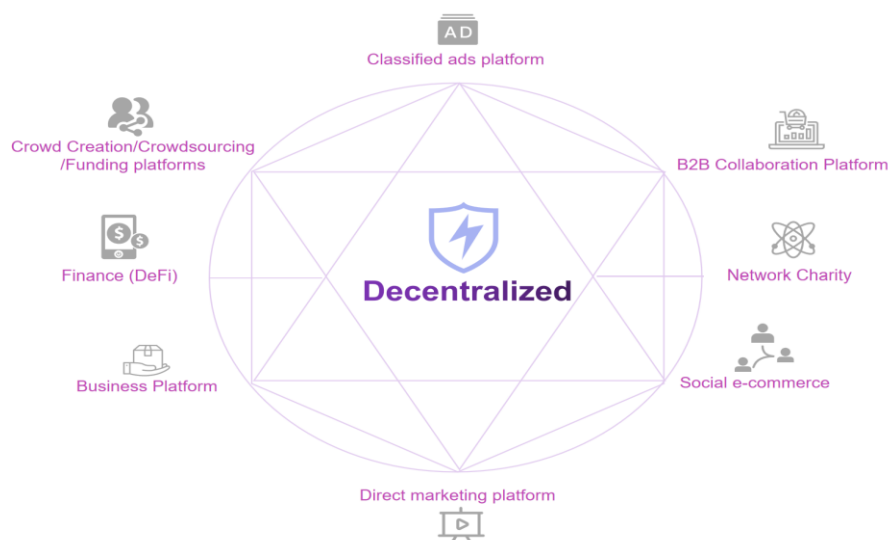 AD
Classified ads platform
Crowd Creation/Crowdsourcing
/Funding platforms
B2B Collaboration Platform
$
$
Finance (DeFi)
Decentralized
Network Charity
Business Platform
Social e-commerce
Direct marketing platform